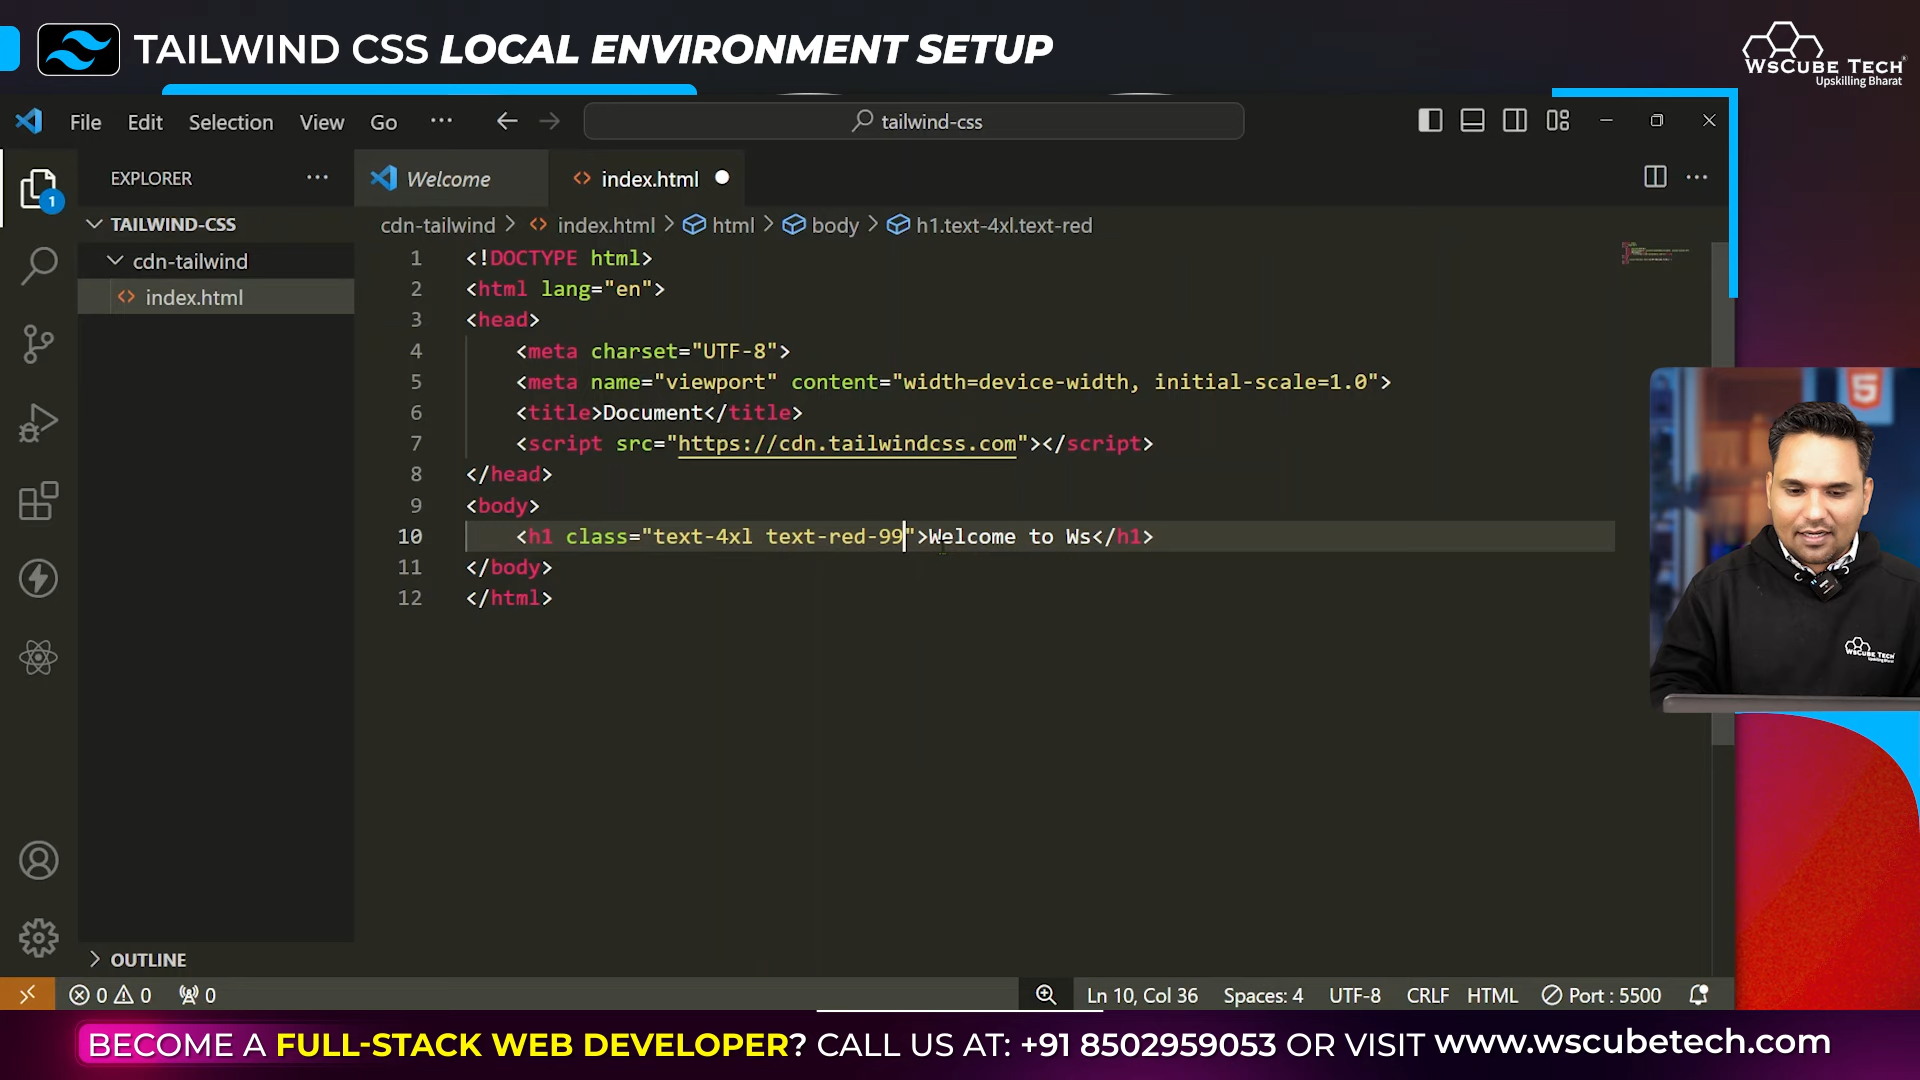 TAILWIND CSS LOCAL ENVIRONMENT SETUP
WsCube Tech
Upskilling Bharat
File Edit Selection View Go ··· tailwind-css
EXPLORER ···
Welcome index.html
1
TAILWIND-CSS
cdn-tailwind > index.html > html > body > h1.text-4xl.text-red
cdn-tailwind
index.html
1 <!DOCTYPE html>
2 <html lang="en">
3 <head>
4 <meta charset="UTF-8">
5 <meta name="viewport" content="width=device-width, initial-scale=1.0">
6 <title>Document</title>
7 <script src="https://cdn.tailwindcss.com"></script>
8 </head>
9 <body>
10 <h1 class="text-4xl text-red-99">Welcome to Ws</h1>
11 </body>
12 </html>
5
WsCube Tech
Upskilling Bharat
OUTLINE
0 0 0 Ln 10, Col 36 Spaces: 4 UTF-8 CRLF HTML Port : 5500
BECOME A FULL-STACK WEB DEVELOPER? CALL US AT: +91 8502959053 OR VISIT www.wscubetech.com